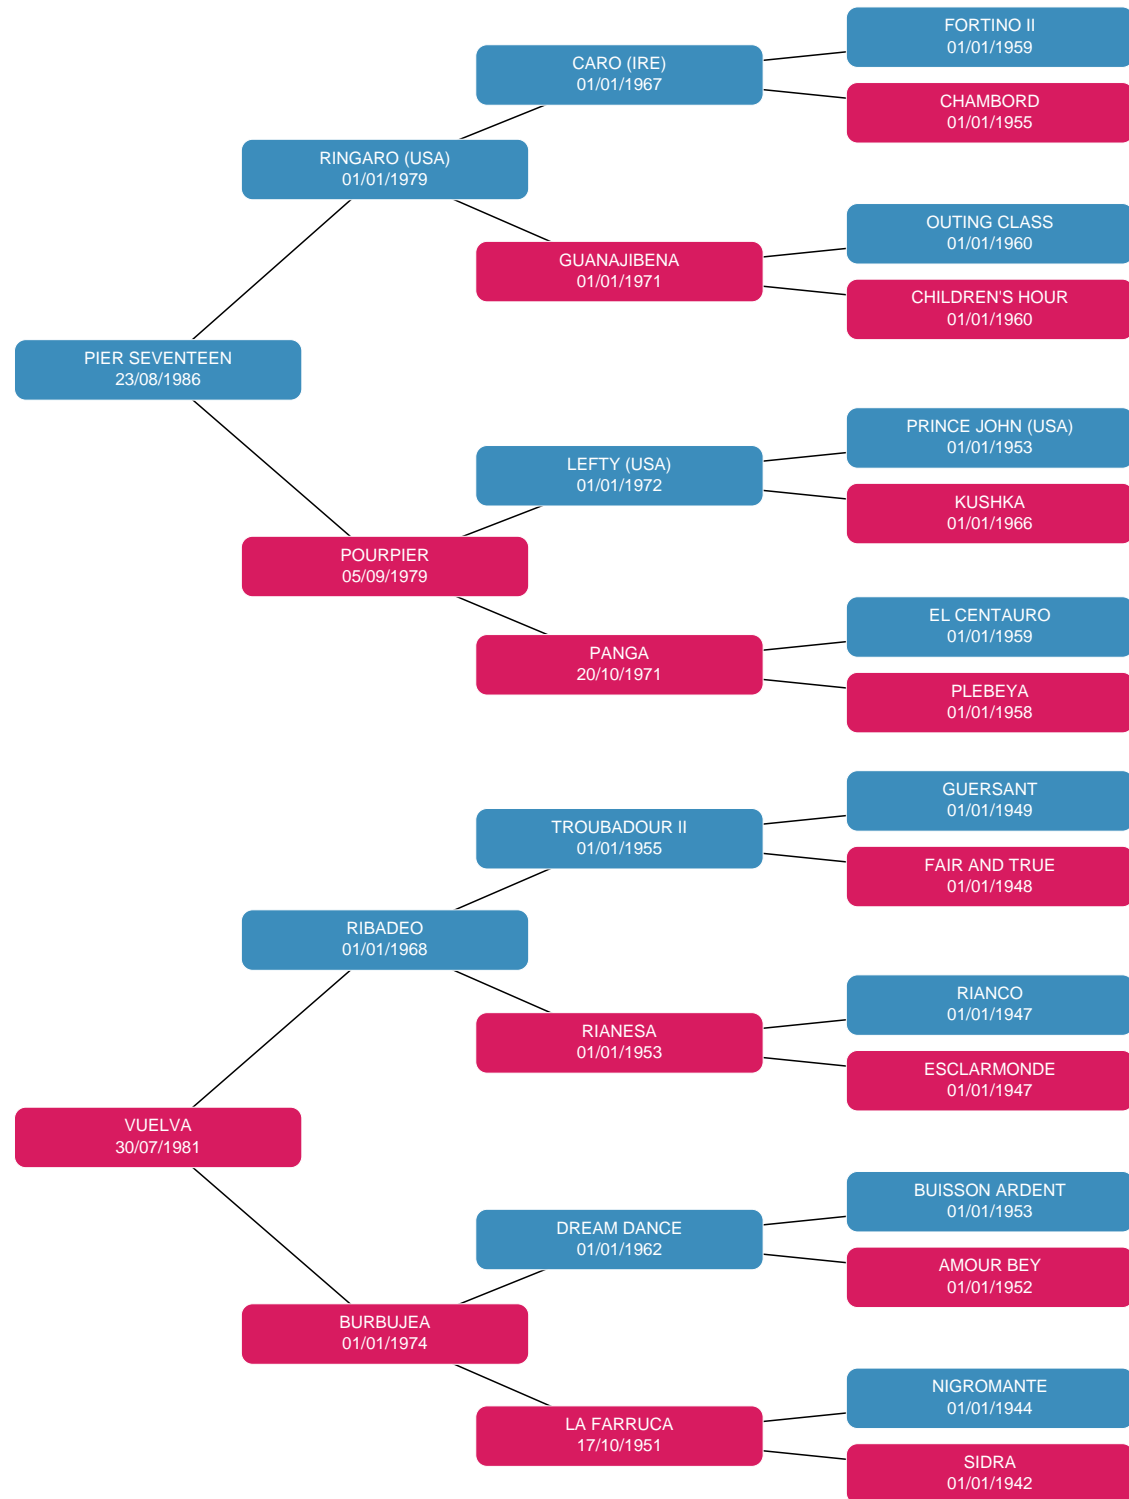 FORTINO II
01/01/1959
CARO (IRE)
01/01/1967
CHAMBORD
01/01/1955
RINGARO (USA)
01/01/1979
OUTING CLASS
01/01/1960
GUANAJIBENA
01/01/1971
CHILDREN'S HOUR
01/01/1960
PIER SEVENTEEN
23/08/1986
PRINCE JOHN (USA)
01/01/1953
LEFTY (USA)
01/01/1972
KUSHKA
01/01/1966
POURPIER
05/09/1979
EL CENTAURO
01/01/1959
PANGA
20/10/1971
PLEBEYA
01/01/1958
GUERSANT
01/01/1949
TROUBADOUR II
01/01/1955
FAIR AND TRUE
01/01/1948
RIBADEO
01/01/1968
RIANCO
01/01/1947
RIANESA
01/01/1953
ESCLARMONDE
01/01/1947
VUELVA
30/07/1981
BUISSON ARDENT
01/01/1953
DREAM DANCE
01/01/1962
AMOUR BEY
01/01/1952
BURBUJEA
01/01/1974
NIGROMANTE
01/01/1944
LA FARRUCA
17/10/1951
SIDRA
01/01/1942